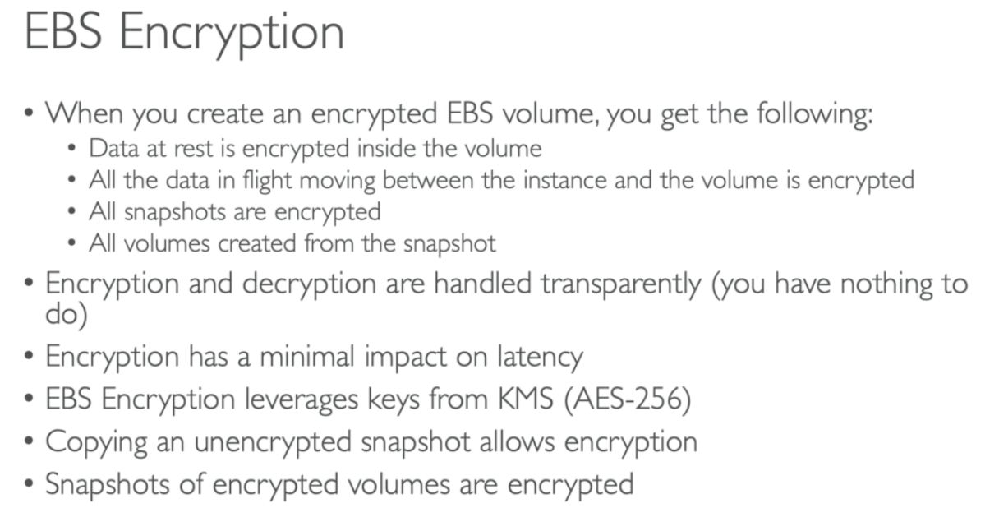 EBS Encryption
• When you create an encrypted EBS volume, you get the following:
• Data at rest is encrypted inside the volume
• All the data in flight moving between the instance and the volume is encrypted
• All snapshots are encrypted
• All volumes created from the snapshot
• Encryption and decryption are handled transparently (you have nothing to
do)
• Encryption has a minimal impact on latency
• EBS Encryption leverages keys from KMS (AES-256)
• Copying an unencrypted snapshot allows encryption
• Snapshots of encrypted volumes are encrypted